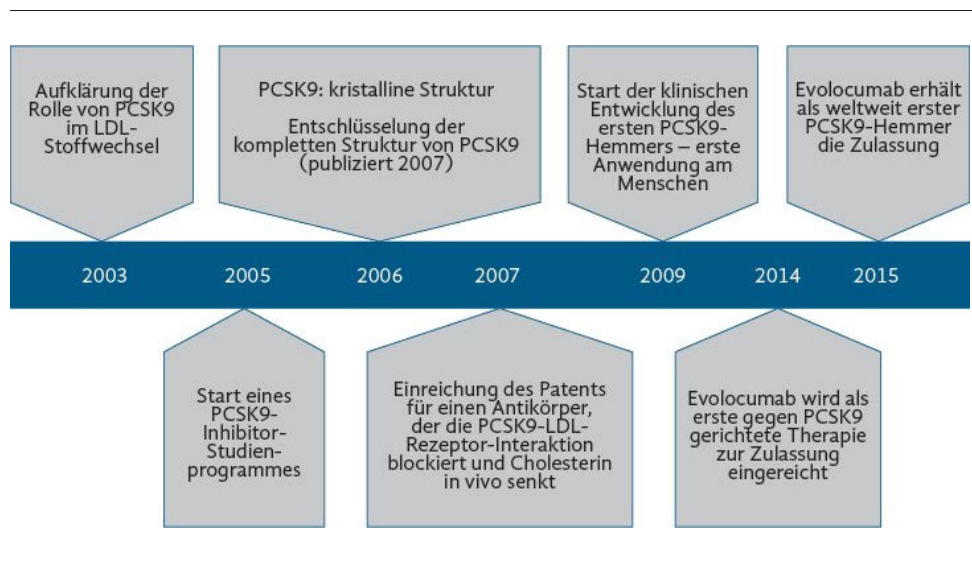 Aufklärung der
Rolle von PCSK9
im LDL-
Stoffwechsel
PCSK9: kristalline Struktur
Entschlüsselung der
kompletten Struktur von PCSK9
(publiziert 2007)
Start der klinischen
Entwicklung des
ersten PCSK9-
Hemmers – erste
Anwendung am
Menschen
Evolocumab erhält
als weltweit erster
PCSK9-Hemmer
die Zulassung
2003 2005 2006 2007 2009 2014 2015
Start eines
PCSK9-
Inhibitor-
Studien-
programmes
Einreichung des Patents
für einen Antikörper,
der die PCSK9-LDL-
Rezeptor-Interaktion
blockiert und Cholesterin
in vivo senkt
Evolocumab wird als
erste gegen PCSK9
gerichtete Therapie
zur Zulassung
eingereicht